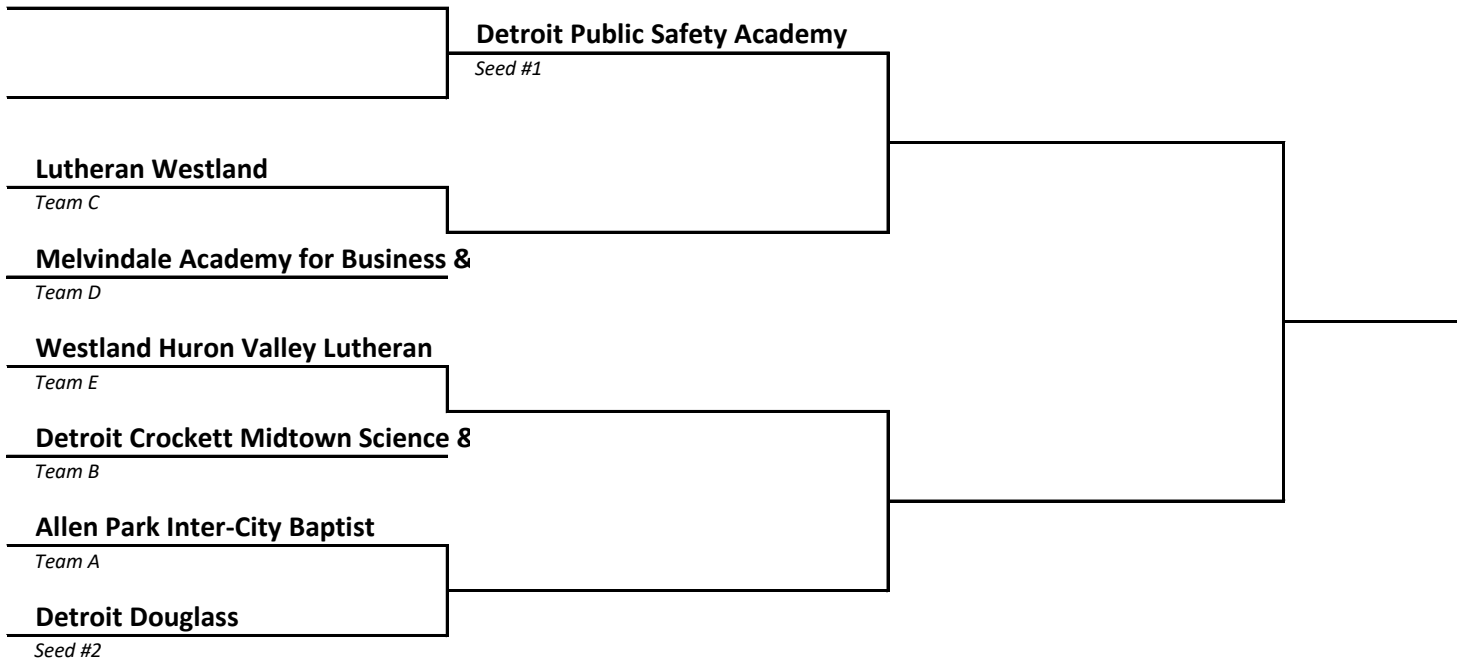 Detroit Public Safety Academy
Seed #1
Lutheran Westland
Team C
Melvindale Academy for Business &
Team D
Westland Huron Valley Lutheran
Team E
Detroit Crockett Midtown Science &
Team B
Allen Park Inter-City Baptist
Team A
Detroit Douglass
Seed #2